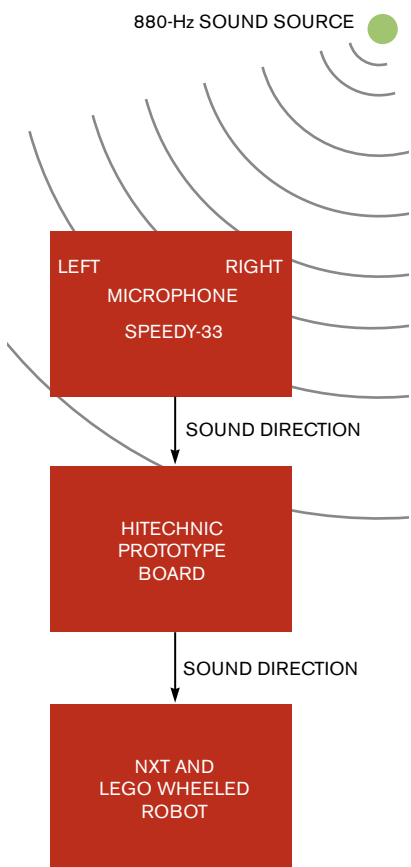 880-Hz SOUND SOURCE
LEFT RIGHT
MICROPHONE
SPEEDY-33
SOUND DIRECTION
HITECHNIC
PROTOTYPE
BOARD
SOUND DIRECTION
NXT AND
LEGO WHEELED
ROBOT